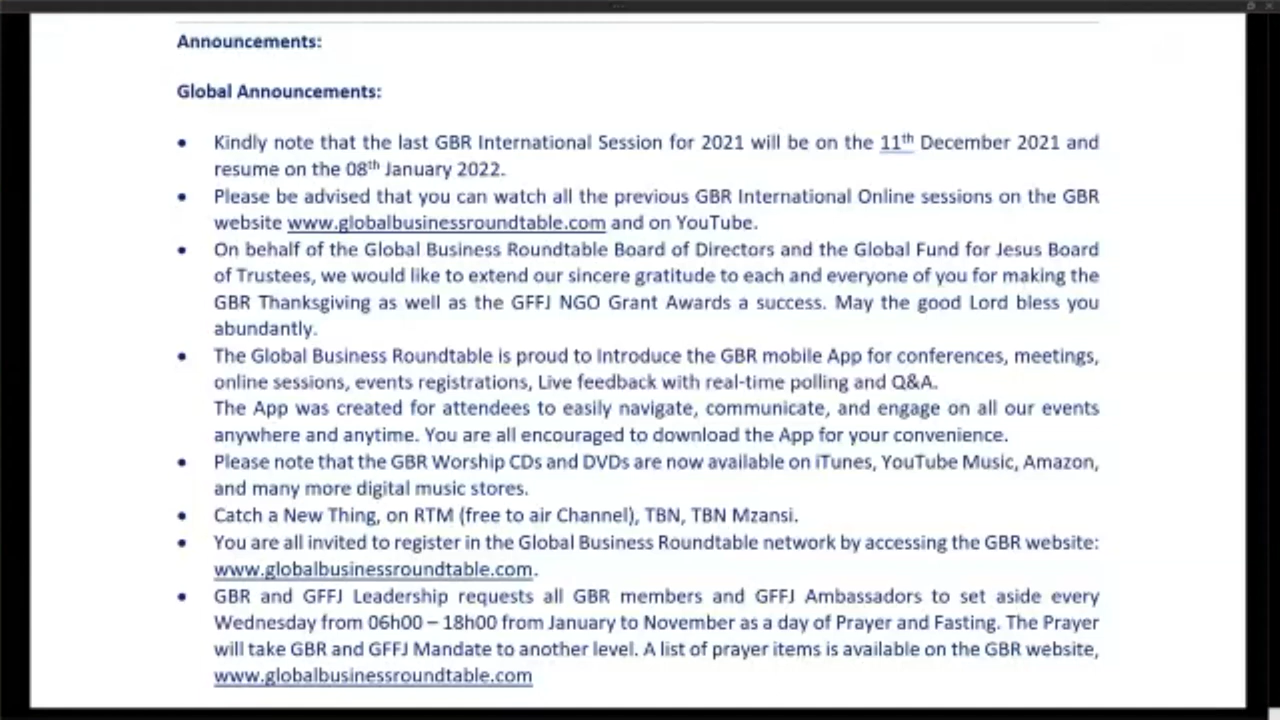 Announcements:
Global Announcements:
• Kindly note that the last GBR International Session for 2021 will be on the 11th December 2021 and
resume on the 08th January 2022.
• Please be advised that you can watch all the previous GBR International Online sessions on the GBR
website www.globalbusinessroundtable.com and on YouTube.
• On behalf of the Global Business Roundtable Board of Directors and the Global Fund for Jesus Board
of Trustees, we would like to extend our sincere gratitude to each and everyone of you for making the
GBR Thanksgiving as well as the GFFJ NGO Grant Awards a success. May the good Lord bless you
abundantly.
• The Global Business Roundtable is proud to Introduce the GBR mobile App for conferences, meetings,
online sessions, events registrations, Live feedback with real-time polling and Q&A.
The App was created for attendees to easily navigate, communicate, and engage on all our events
anywhere and anytime. You are all encouraged to download the App for your convenience.
• Please note that the GBR Worship CDs and DVDs are now available on iTunes, YouTube Music, Amazon,
and many more digital music stores.
• Catch a New Thing, on RTM (free to air Channel), TBN, TBN Mzansi.
• You are all invited to register in the Global Business Roundtable network by accessing the GBR website:
www.globalbusinessroundtable.com.
• GBR and GFFJ Leadership requests all GBR members and GFFJ Ambassadors to set aside every
Wednesday from 06h00 – 18h00 from January to November as a day of Prayer and Fasting. The Prayer
will take GBR and GFFJ Mandate to another level. A list of prayer items is available on the GBR website,
www.globalbusinessroundtable.com